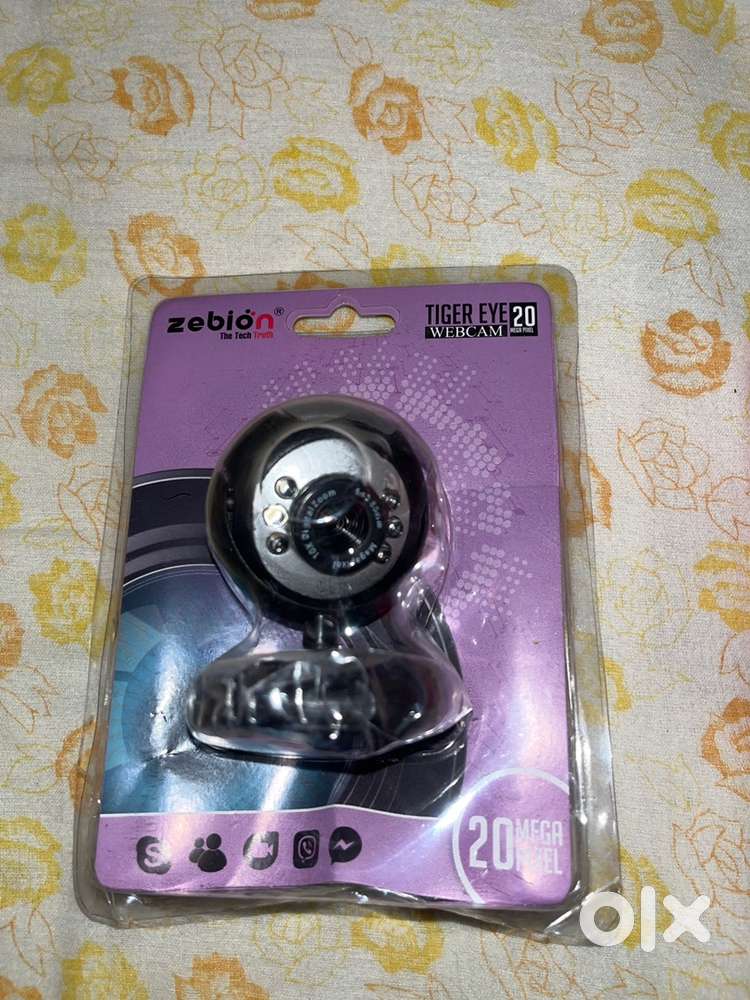 zebion®
The Tech Truth
TIGER EYE
WEBCAM
20
MEGA PIXEL
20 MEGA
PIXEL
olx